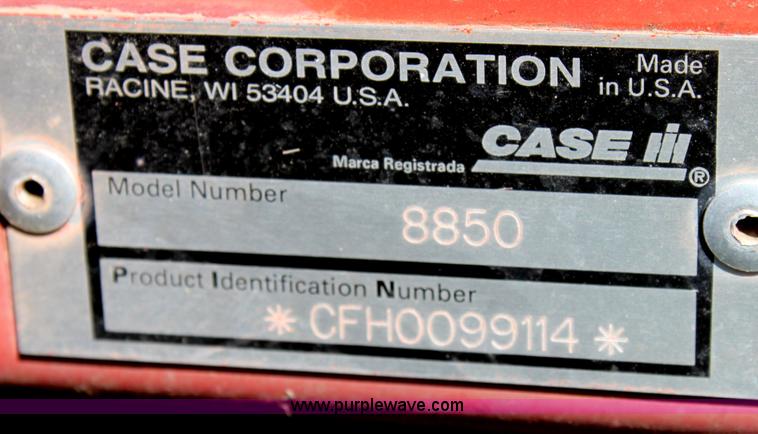 CASE CORPORATION
RACINE, WI 53404 U.S.A.
Made
in U.S.A.
CASE IH
Marca Registrada
®
Model Number
8850
Product Identification Number
* CFH0099114 *
www.purplewave.com